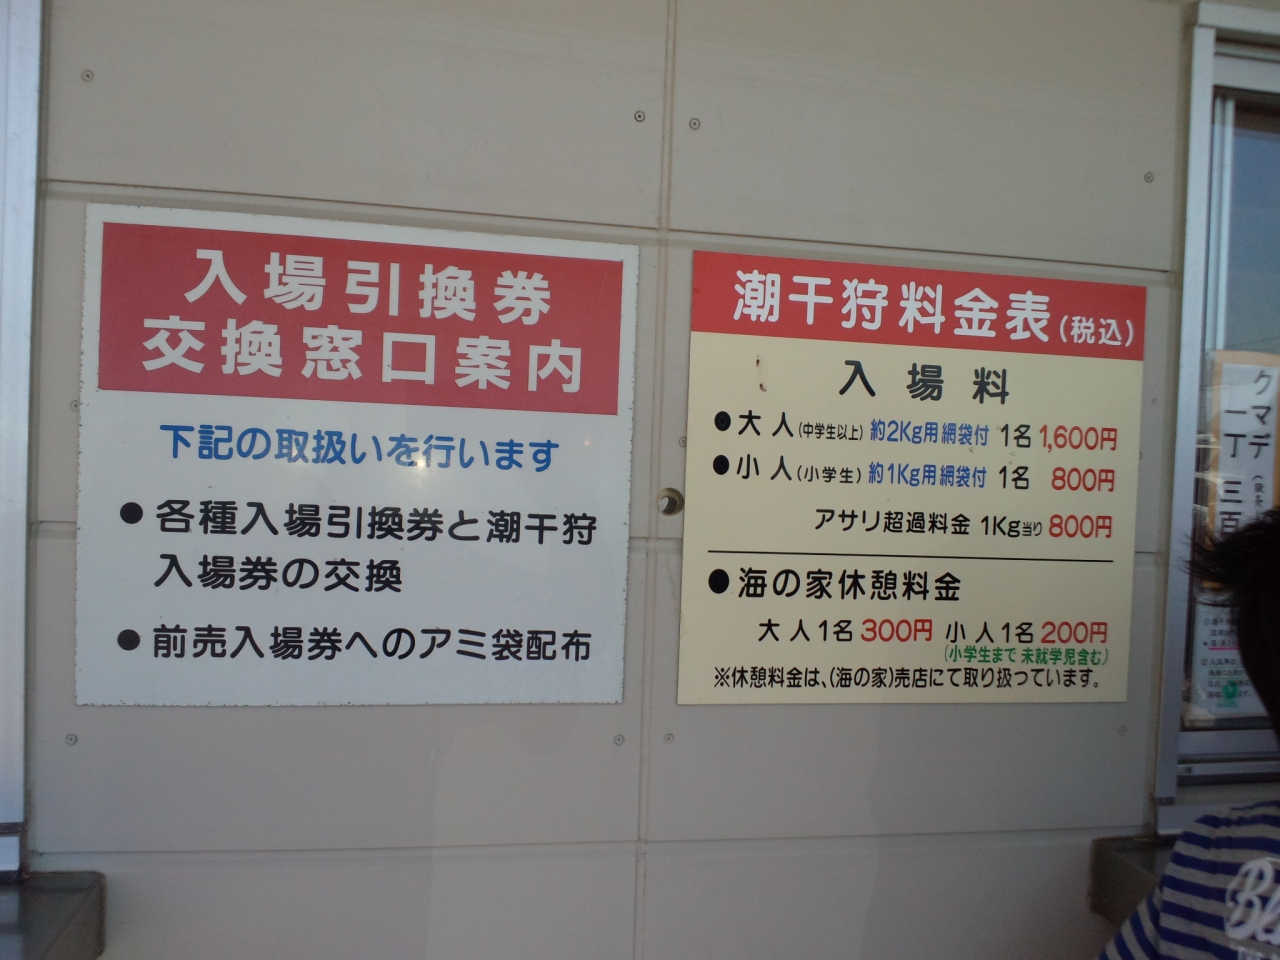 入場引換券
交換窓口案内
下記の取扱いを行います
●各種入場引換券と潮干狩
入場券の交換
●前売入場券へのアミ袋配布
潮干狩料金表(税込)
入場料
●大人(中学生以上)約2Kg用網袋付 1名1,600円
●小人(小学生)約1Kg用網袋付 1名 800円
アサリ超過料金 1Kg当り800円
●海の家休憩料金
大人1名300円 小人1名200円
(小学生まで 未就学児含む)
※休憩料金は、(海の家)売店にて取り扱っています。
クマデ
一丁 三百